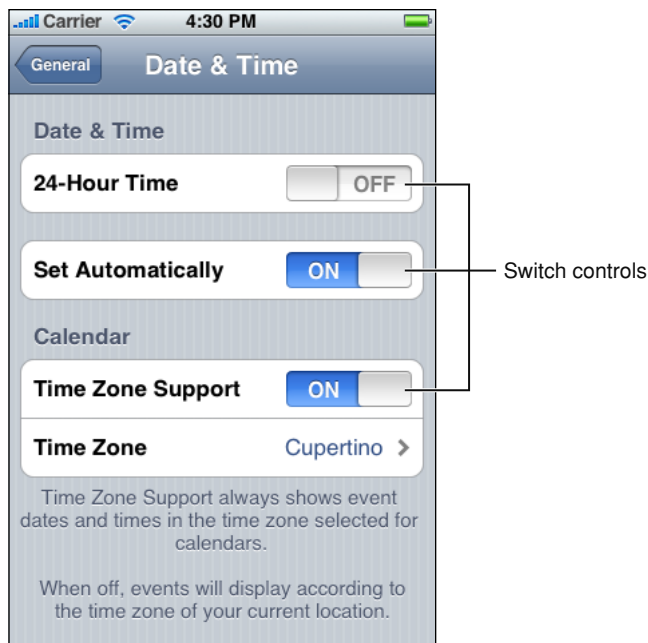 Carrier 4:30 PM
General Date & Time
Date & Time
24-Hour Time OFF
Set Automatically ON
Switch controls
Calendar
Time Zone Support ON
Time Zone Cupertino
Time Zone Support always shows event
dates and times in the time zone selected for
calendars.
When off, events will display according to
the time zone of your current location.